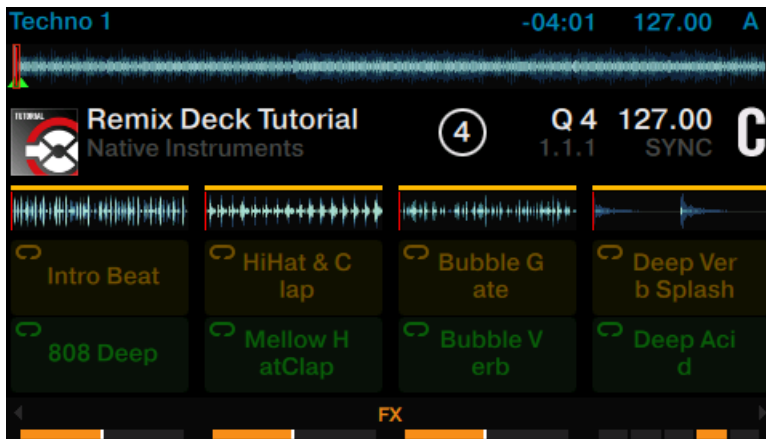 Techno 1 -04:01 127.00 A
TUTORIAL
Remix Deck Tutorial 4 Q 4 127.00 C
Native Instruments 1.1.1 SYNC
Intro Beat
HiHat & C
lap
Bubble G
ate
Deep Ver
b Splash
808 Deep
Mellow H
atClap
Bubble V
erb
Deep Aci
d
FX